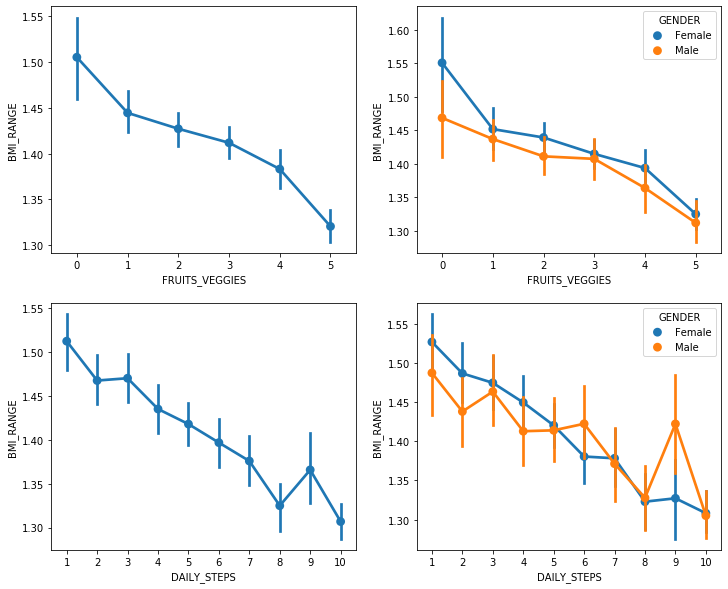 1.55
1.50
1.45
1.40
1.35
1.30
BMI_RANGE
0 1 2 3 4 5
FRUITS_VEGGIES
1.60
1.55
1.50
1.45
1.40
1.35
1.30
BMI_RANGE
GENDER
Female
Male
0 1 2 3 4 5
FRUITS_VEGGIES
1.55
1.50
1.45
1.40
1.35
1.30
BMI_RANGE
1 2 3 4 5 6 7 8 9 10
DAILY_STEPS
1.55
1.50
1.45
1.40
1.35
1.30
BMI_RANGE
GENDER
Female
Male
1 2 3 4 5 6 7 8 9 10
DAILY_STEPS